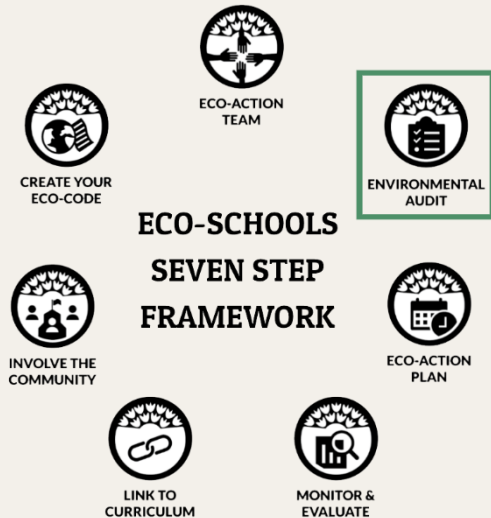 ECO-SCHOOLS
SEVEN STEP
FRAMEWORK
ECO-ACTION
TEAM
ENVIRONMENTAL
AUDIT
ECO-ACTION
PLAN
MONITOR &
EVALUATE
LINK TO
CURRICULUM
INVOLVE THE
COMMUNITY
CREATE YOUR
ECO-CODE